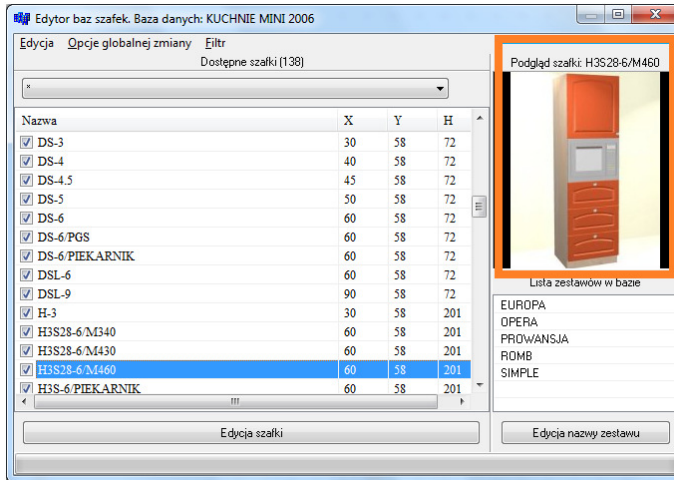 Edytor baz szafek. Baza danych: KUCHNIE MINI 2006
Edycja Opcje globalnej zmiany Filtr
Dostępne szafki (138)
*
Nazwa X Y H
DS-3 30 58 72
DS-4 40 58 72
DS-4.5 45 58 72
DS-5 50 58 72
DS-6 60 58 72
DS-6/PGS 60 58 72
DS-6/PIEKARNIK 60 58 72
DSL-6 60 58 72
DSL-9 90 58 72
H-3 30 58 201
H3S28-6/M340 60 58 201
H3S28-6/M430 60 58 201
H3S28-6/M460 60 58 201
H3S-6/PIEKARNIK 60 58 201
Edycja szafki
Podgląd szafki: H3S28-6/M460
Lista zestawów w bazie
EUROPA
OPERA
PROWANSJA
ROMB
SIMPLE
Edycja nazwy zestawu